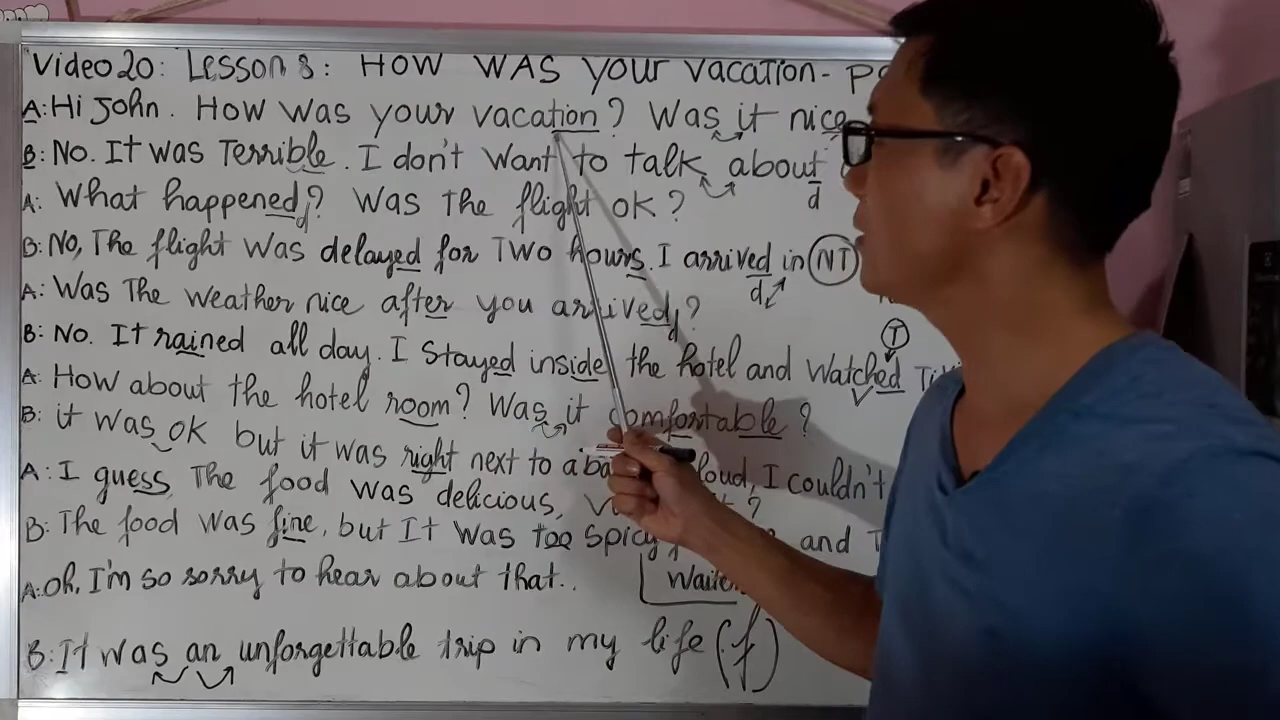 Video 20: Lesson 8: HOW WAS your vacation-
A: Hi John. How was your vacation? Was it nice
B: No. It was Terrible. I don't want to talk about
d
A: What happened? Was The flight ok?
d
B: No, The flight was delayed for Two hours. I arrived in NT
d
A: Was The weather nice after you arrived?
d
T
B: No. It rained all day. I stayed inside the hotel and watched
A: How about the hotel room? Was it comfortable?
B: it was ok but it was right next to a loud, I couldn't
A: I guess The food was delicious,
B: The food was fine, but It was too spicy and
A: Oh, I'm so sorry to hear about that..
B: It was an unforgettable trip in my life (f)